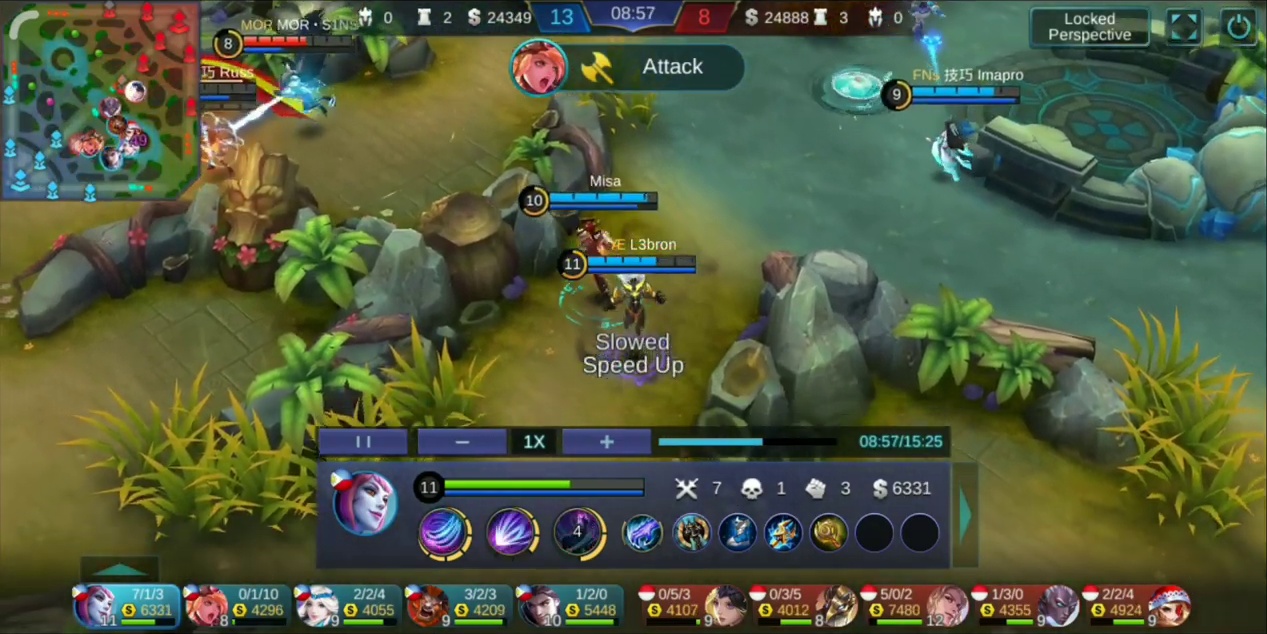 MOR MOR • S1NS 0 2 $ 24349 13 08:57 8 $ 24888 3 0
Locked
Perspective
8
巧 Russ
Attack
FNs 技巧 Imapro
9
Misa
10
Æ L3bron
11
Slowed
Speed Up
1X
08:57/15:25
11
7 1 3 $ 6331
4
7/1/3 0/1/10 2/2/4 3/2/3 1/2/0 0/5/3 0/3/5 5/0/2 1/3/0 2/2/4
6331 4296 4055 4209 5448 4107 4012 7480 4355 4924
11 8 9 9 10 9 8 12 9 9